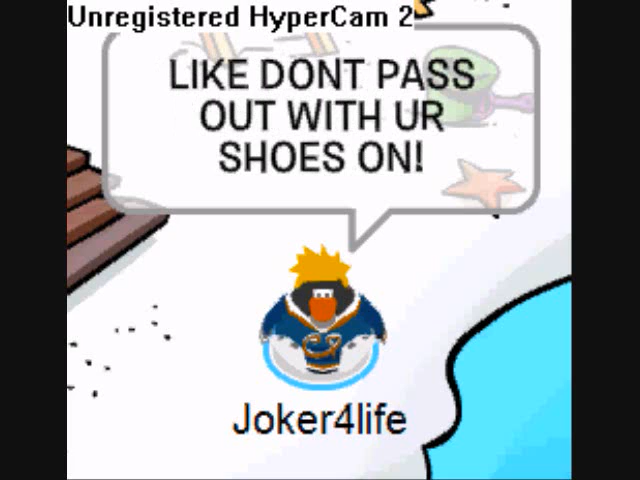 Unregistered HyperCam 2
LIKE DONT PASS
OUT WITH UR
SHOES ON!
Joker4life